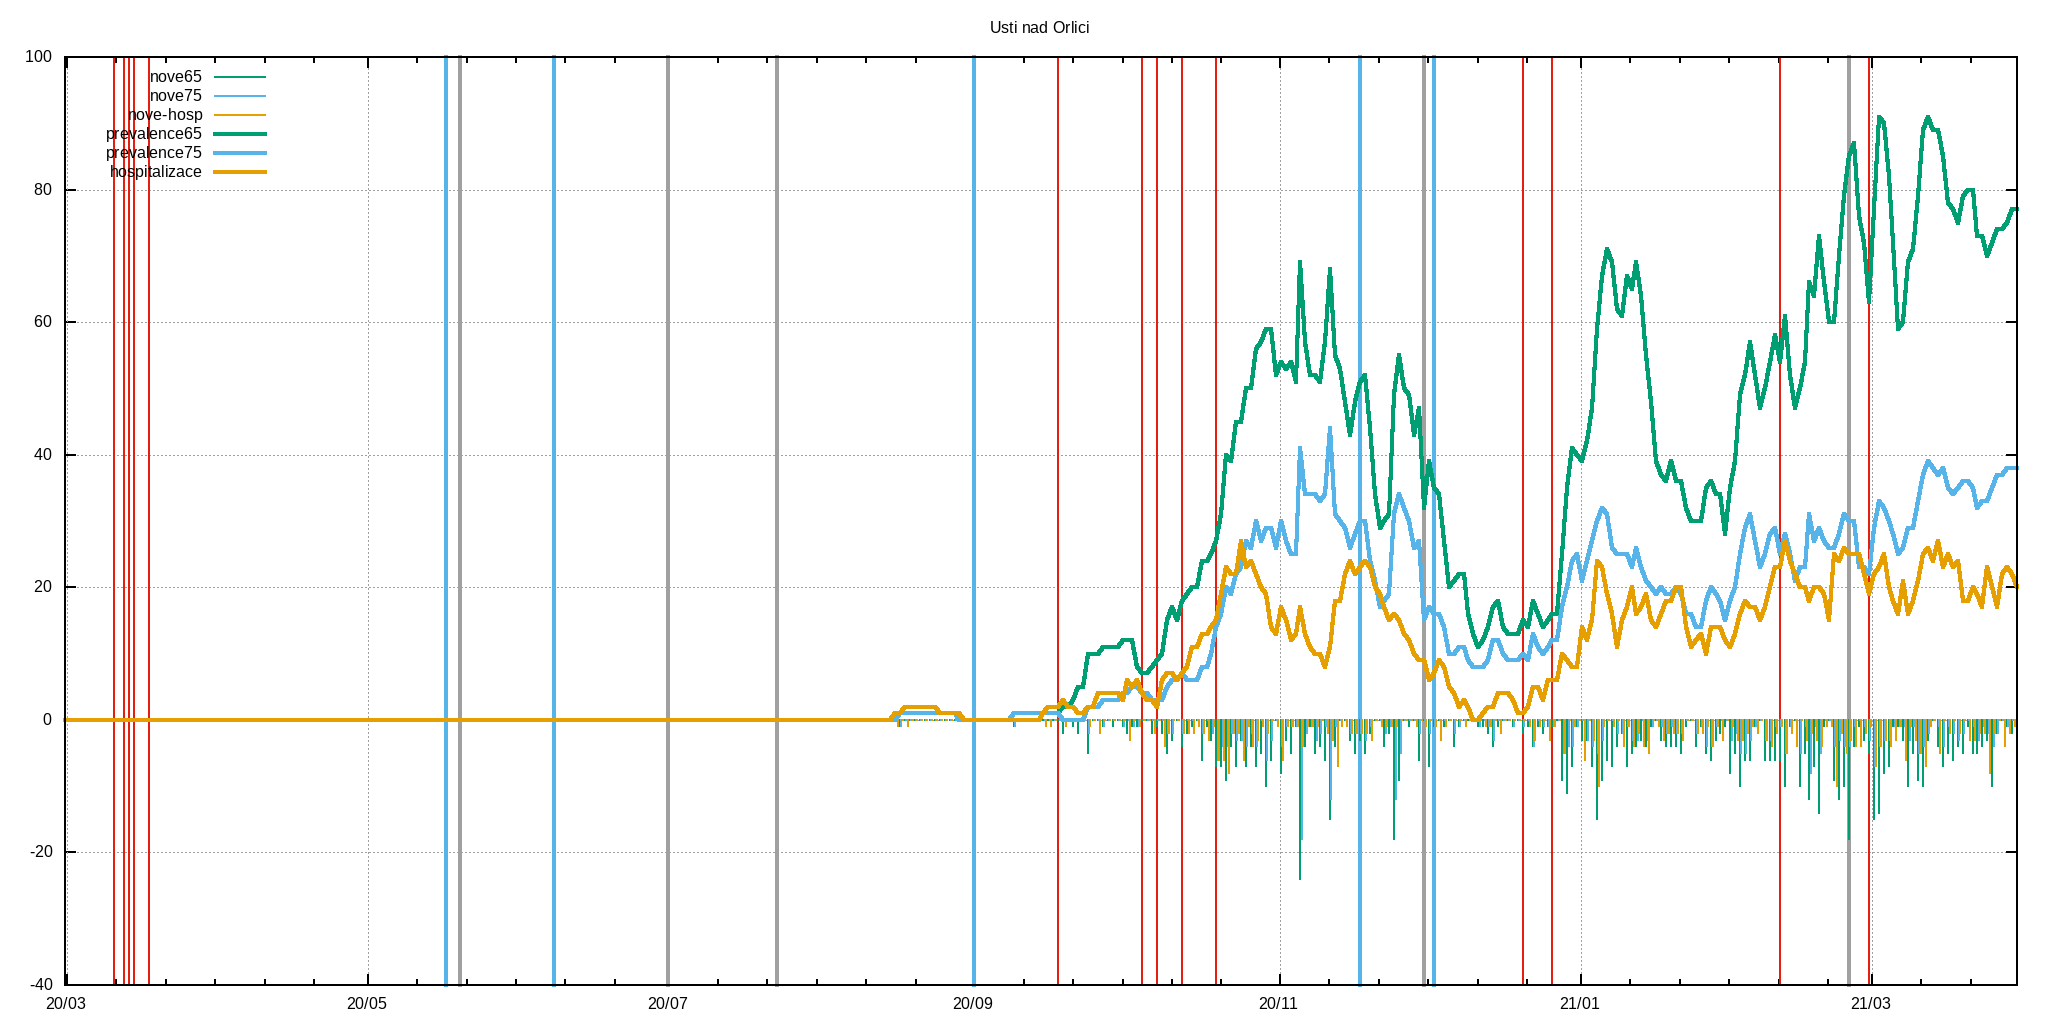 Usti nad Orlici
100
80
60
40
20
0
-20
-40
nove65
nove75
nove-hosp
prevalence65
prevalence75
hospitalizace
20/03 20/05 20/07 20/09 20/11 21/01 21/03